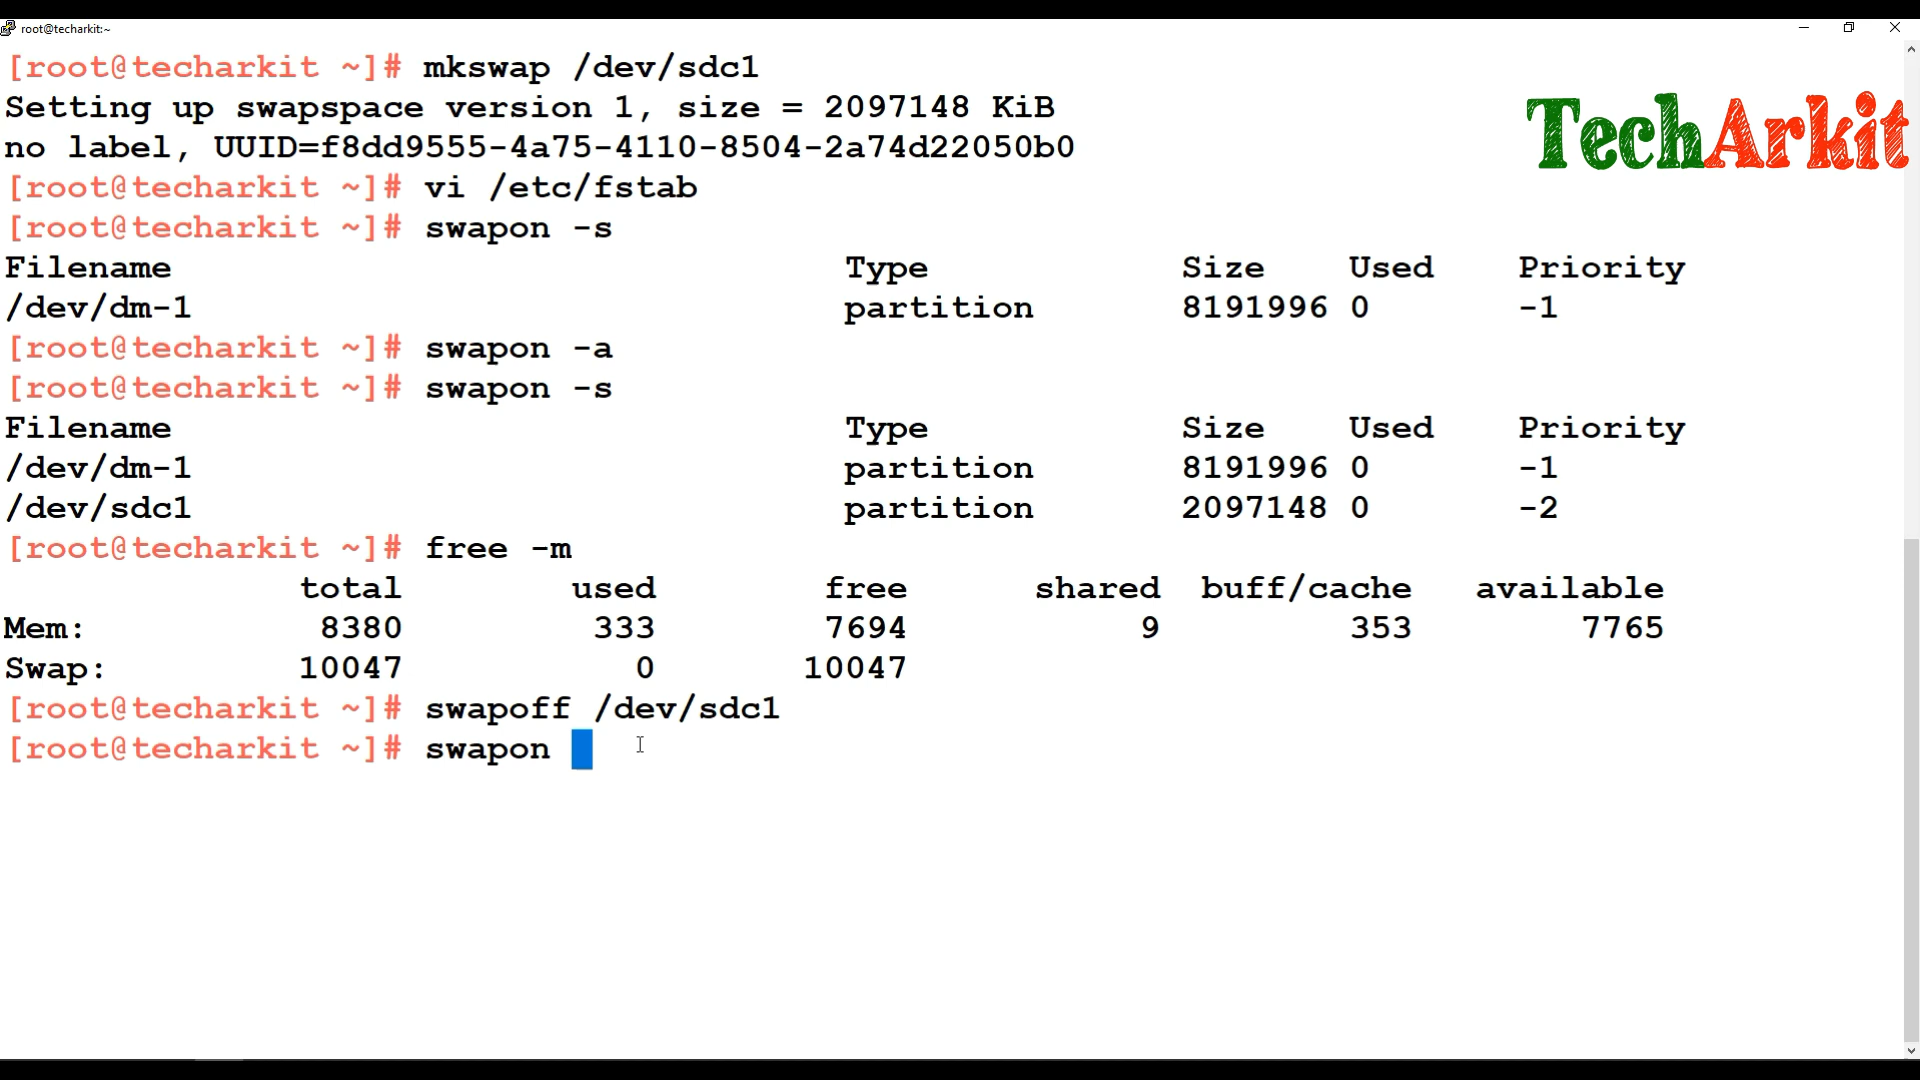 root@techarkit:~
[root@techarkit ~]# mkswap /dev/sdc1
Setting up swapspace version 1, size = 2097148 KiB
no label, UUID=f8dd9555-4a75-4110-8504-2a74d22050b0
TechArkit
[root@techarkit ~]# vi /etc/fstab
[root@techarkit ~]# swapon -s
Filename Type Size Used Priority
/dev/dm-1 partition 8191996 0 -1
[root@techarkit ~]# swapon -a
[root@techarkit ~]# swapon -s
Filename Type Size Used Priority
/dev/dm-1 partition 8191996 0 -1
/dev/sdc1 partition 2097148 0 -2
[root@techarkit ~]# free -m
total used free shared buff/cache available
Mem: 8380 333 7694 9 353 7765
Swap: 10047 0 10047
[root@techarkit ~]# swapoff /dev/sdc1
[root@techarkit ~]# swapon